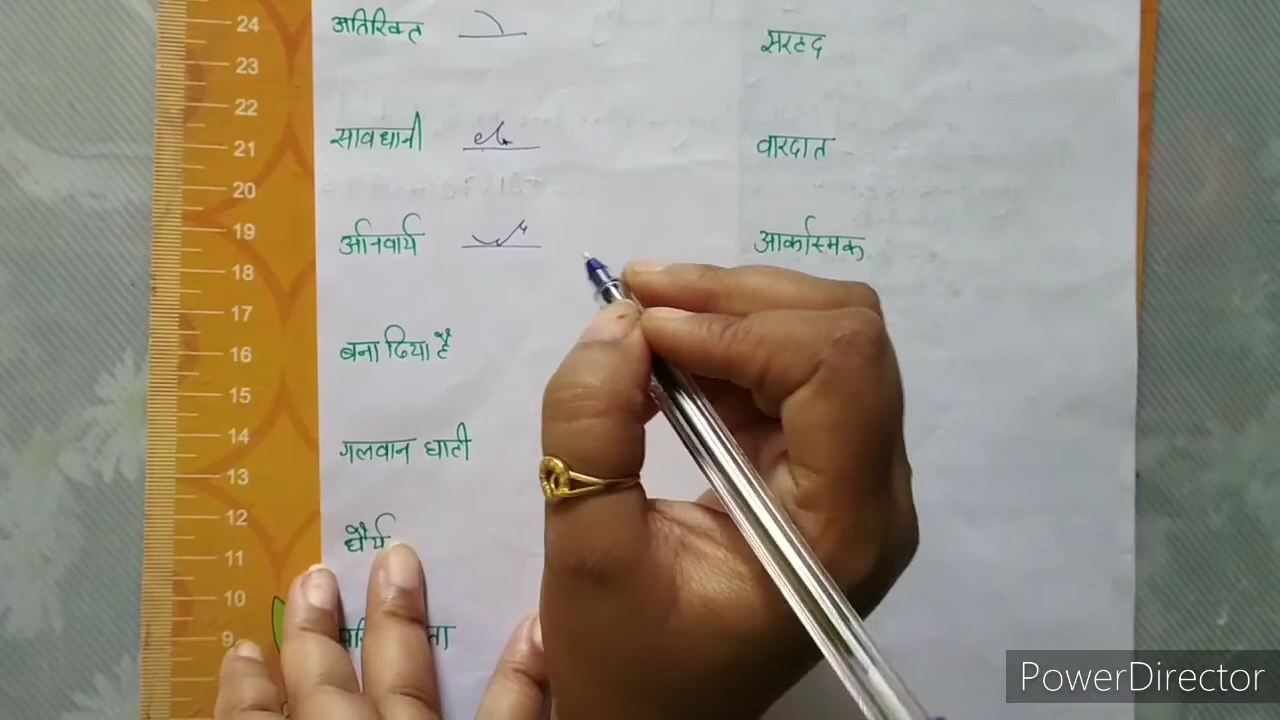 24
23
22
21
20
19
18
17
16
15
14
13
12
11
10
9
अतिरिक्त
सावधानी
अनिवार्य
बना दिया है
गलवान घाटी
धैर्य
सरहद
वारदात
आकस्मिक
PowerDirector